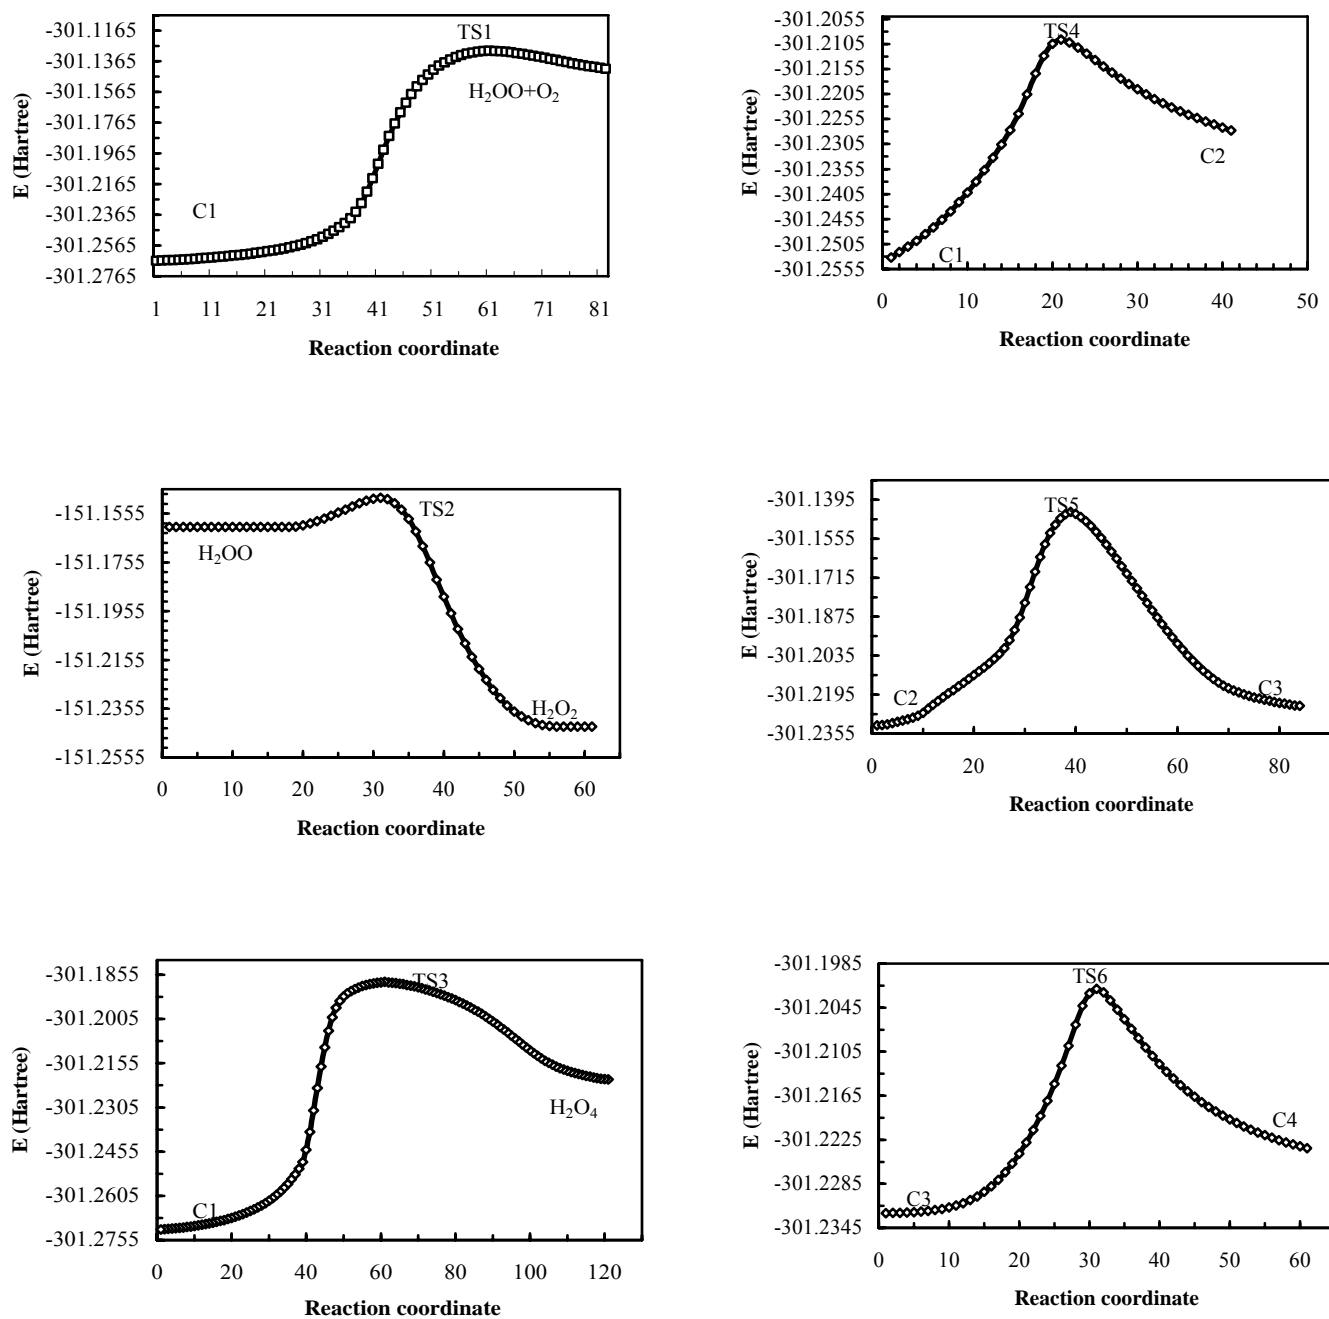 -301.1165
-301.1365
-301.1565
-301.1765
-301.1965
-301.2165
-301.2365
-301.2565
-301.2765
E (Hartree)
TS1
H₂OO+O₂
C1
1 11 21 31 41 51 61 71 81
Reaction coordinate
-301.2055
-301.2105
-301.2155
-301.2205
-301.2255
-301.2305
-301.2355
-301.2405
-301.2455
-301.2505
-301.2555
E (Hartree)
TS4
C2
C1
0 10 20 30 40 50
Reaction coordinate
-151.1555
-151.1755
-151.1955
-151.2155
-151.2355
-151.2555
E (Hartree)
TS2
H₂OO
H₂O₂
0 10 20 30 40 50 60
Reaction coordinate
-301.1395
-301.1555
-301.1715
-301.1875
-301.2035
-301.2195
-301.2355
E (Hartree)
TS5
C2
C3
0 20 40 60 80
Reaction coordinate
-301.1855
-301.2005
-301.2155
-301.2305
-301.2455
-301.2605
-301.2755
E (Hartree)
TS3
H₂O₄
C1
0 20 40 60 80 100 120
Reaction coordinate
-301.1985
-301.2045
-301.2105
-301.2165
-301.2225
-301.2285
-301.2345
E (Hartree)
TS6
C4
C3
0 10 20 30 40 50 60
Reaction coordinate